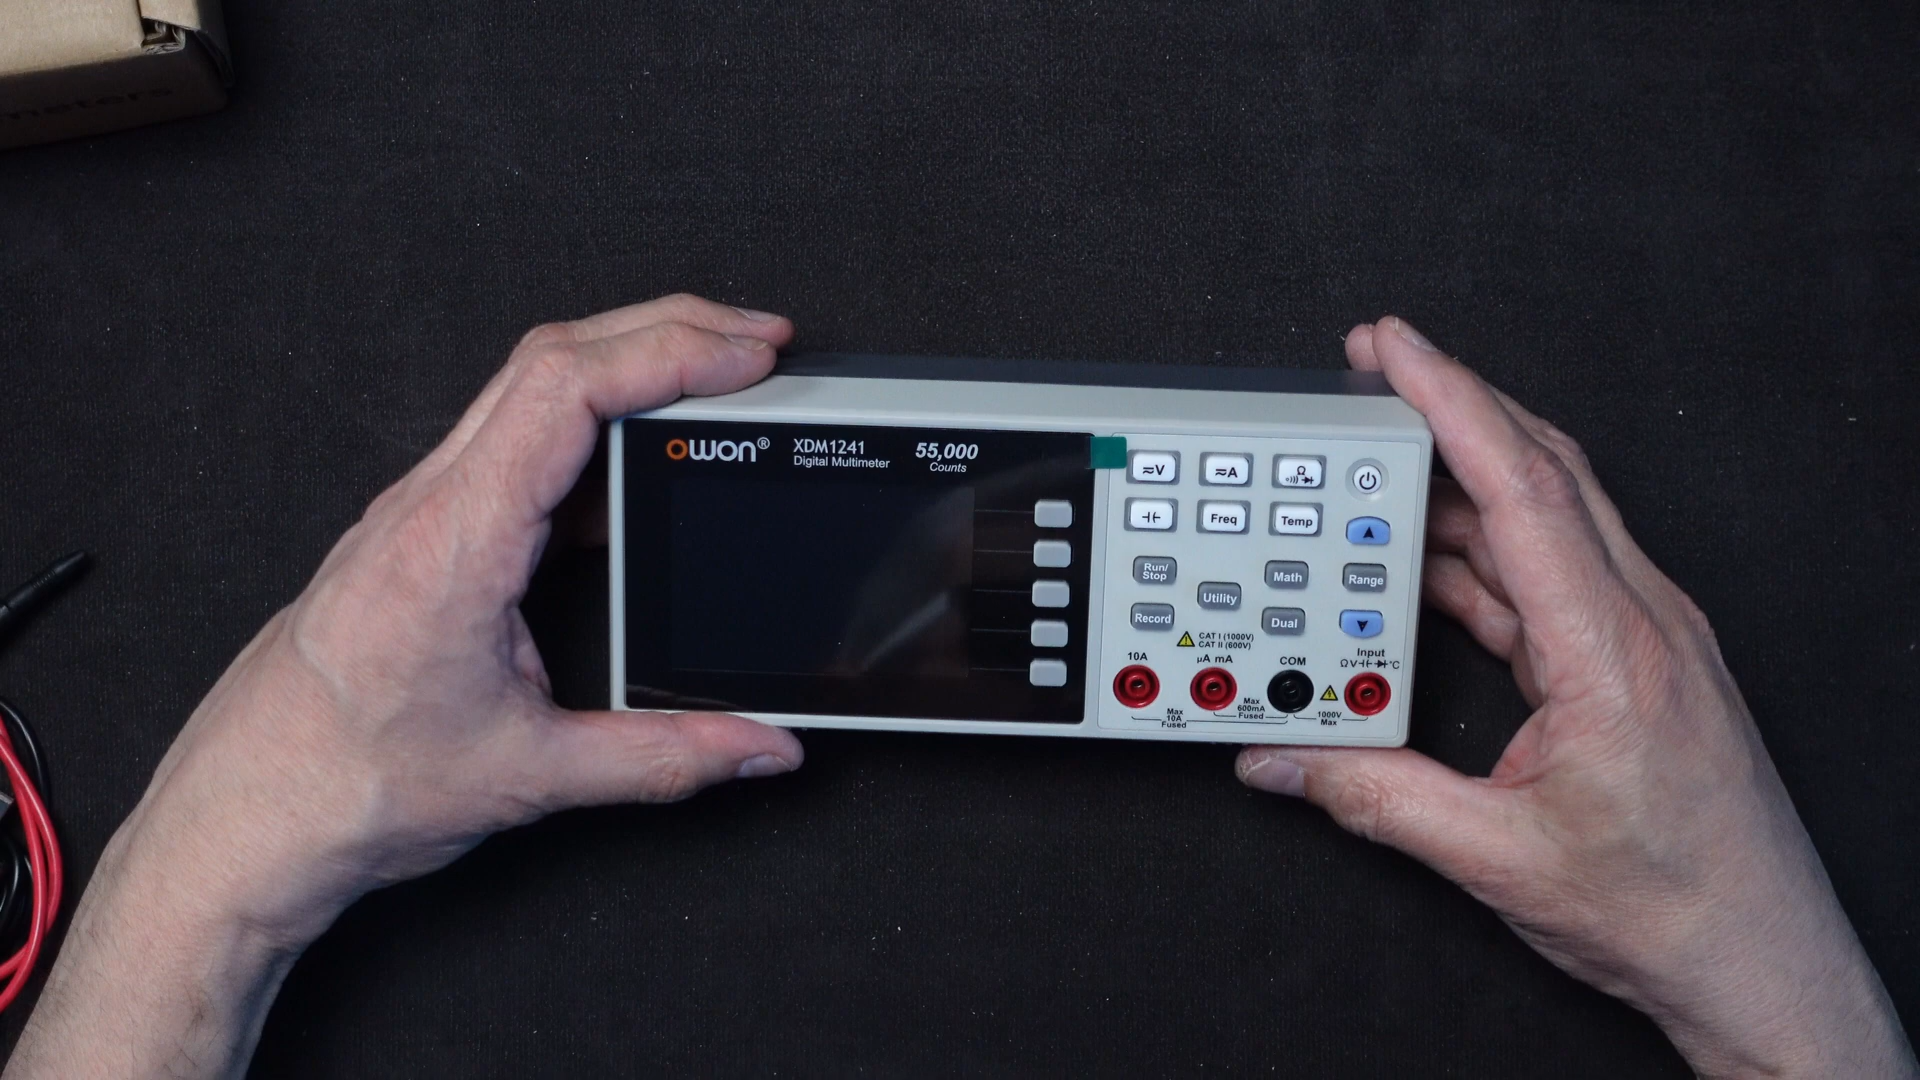 meters
owon®
XDM1241
Digital Multimeter
55,000
Counts
≂V
≂A
Ω
Freq
Temp
Run/
Stop
Math
Range
Utility
Record
Dual
CAT I (1000V)
CAT II (600V)
10A
µA mA
COM
Input
ΩV⊣⊢°C
Max
10A
Fused
Max
600mA
Fused
1000V
Max